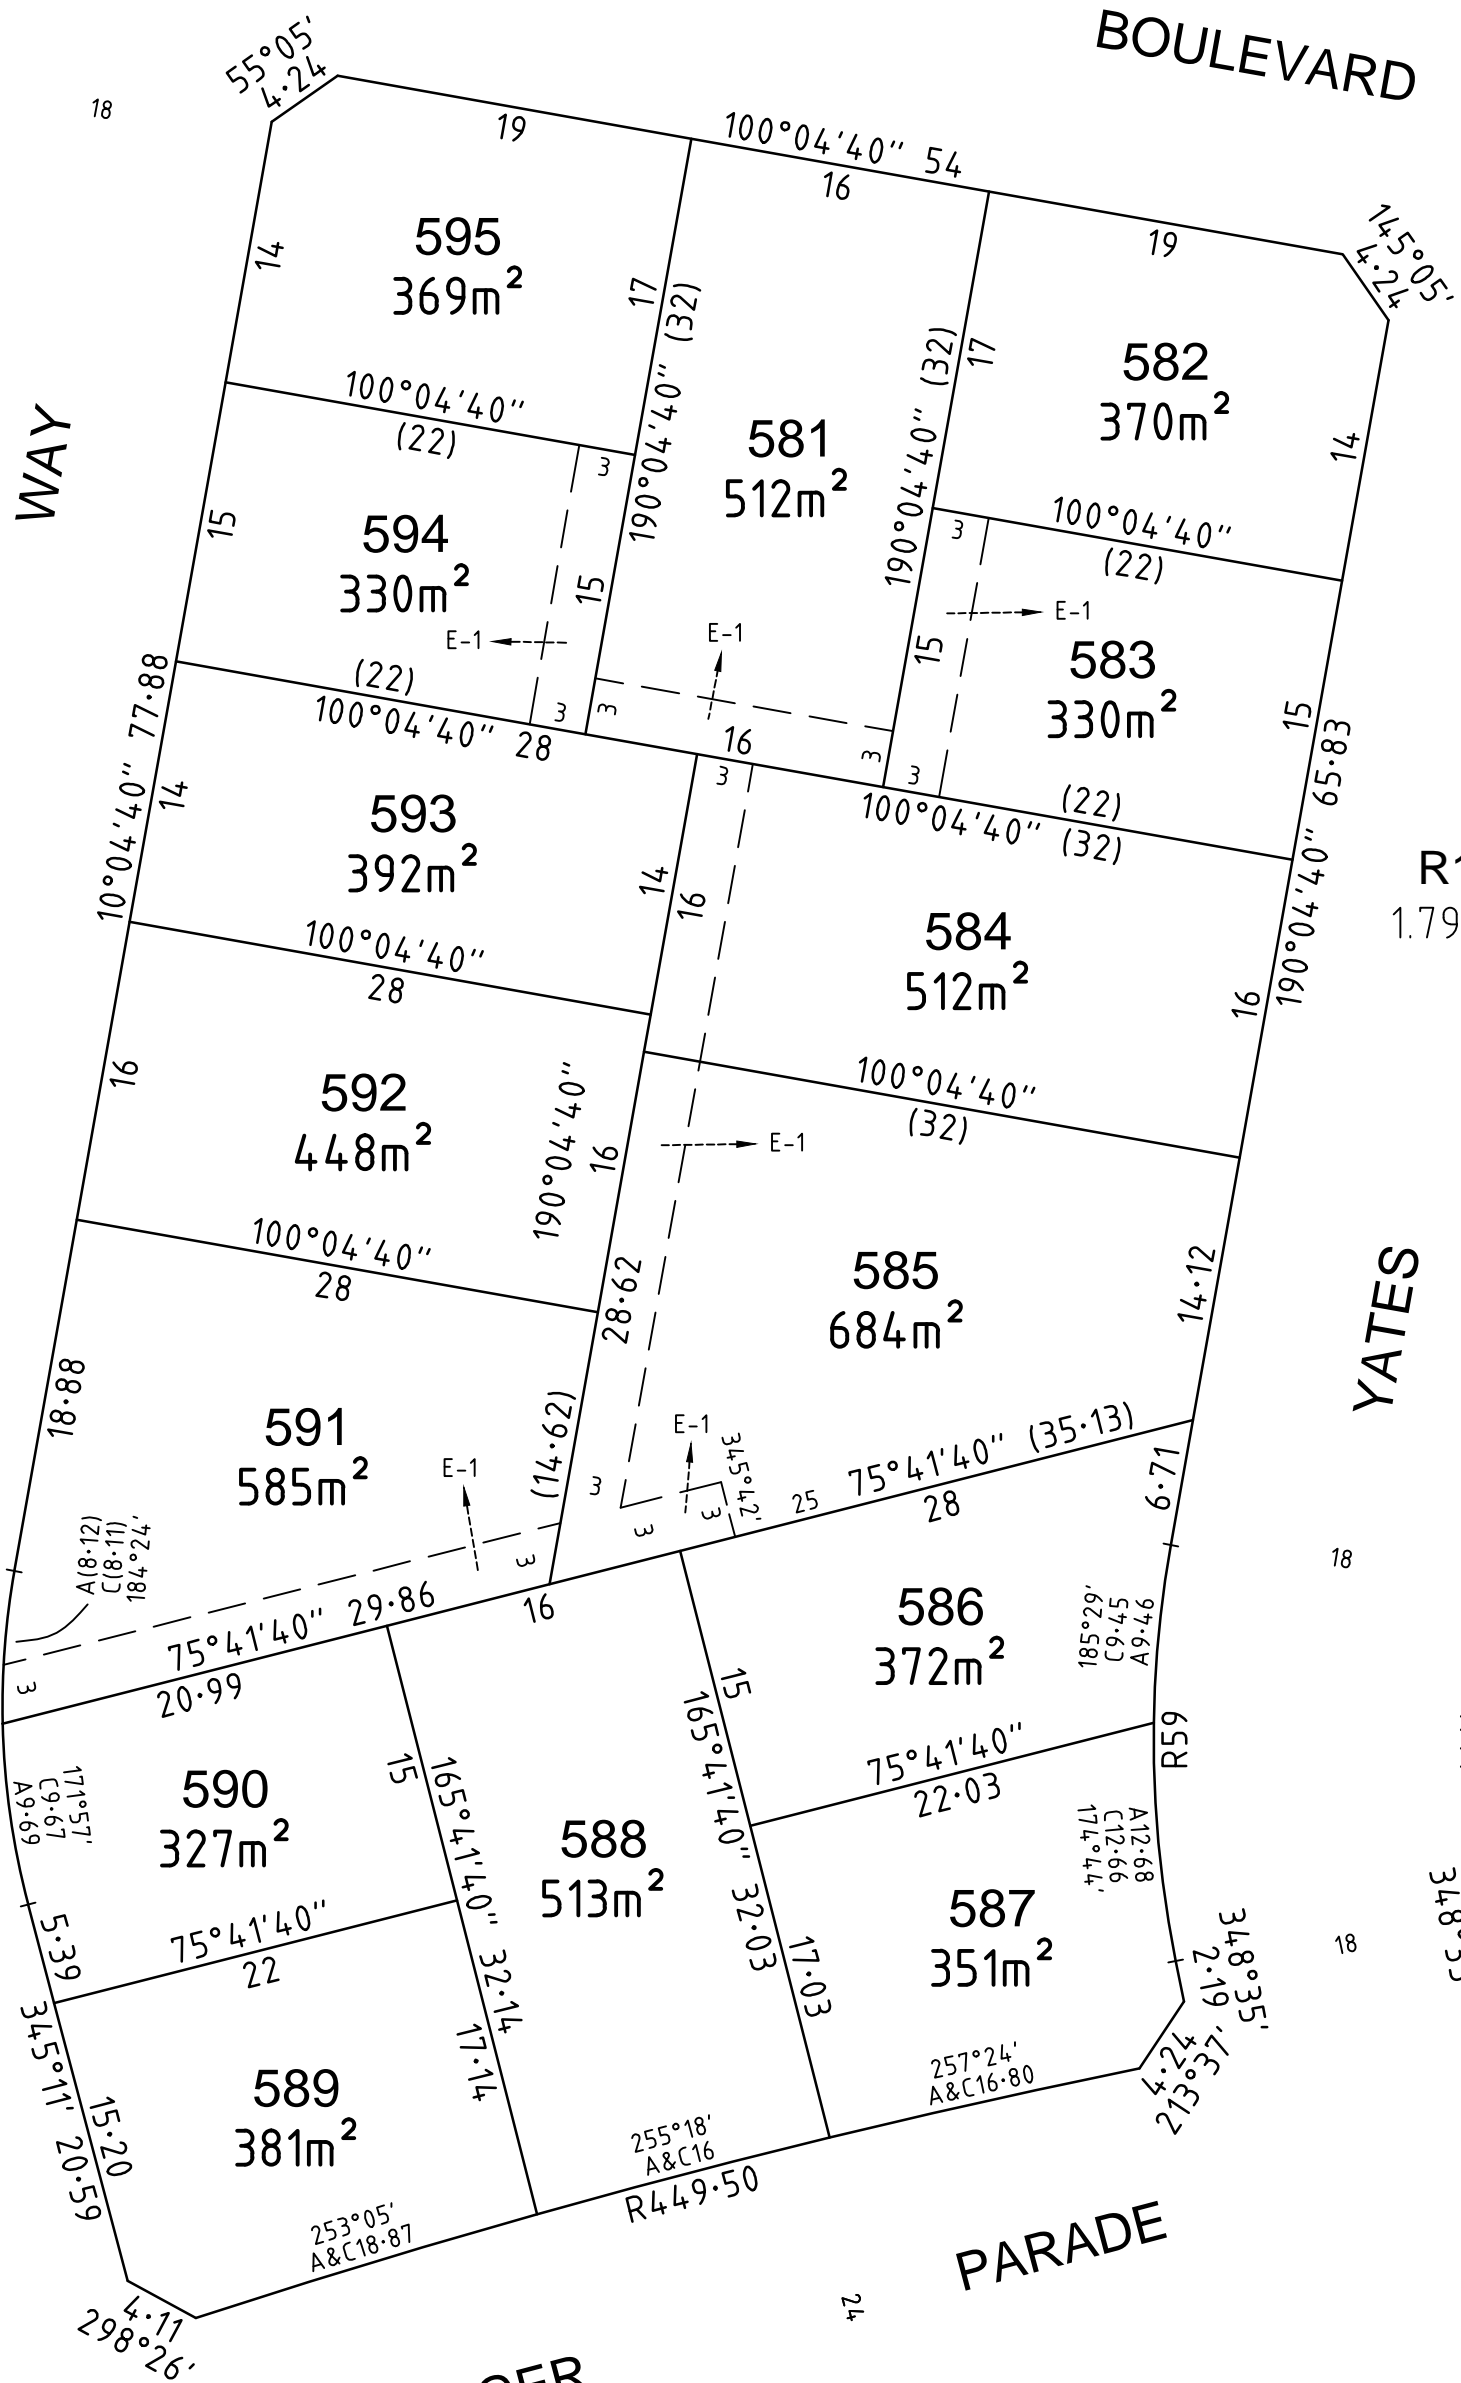 BOULEVARD
55°05'
4·24
18
19
100°04'40" 54
16
19
145°05'
4·24
595
369m²
14
17
190°04'40" (32)
581
512m²
190°04'40" (32)
17
582
370m²
14
WAY
100°04'40"
(22)
3
594
330m²
15
15
E-1
E-1
3
100°04'40"
(22)
E-1
15
583
330m²
15
190°04'40" 65·83
(22)
100°04'40" 28
3
3
16
3
3
(22)
100°04'40" (32)
10°04'40" 77·88
14
593
392m²
14
3
16
584
512m²
16
1.79
100°04'40"
28
16
592
448m²
190°04'40"
16
100°04'40"
(32)
E-1
100°04'40"
28
28·62
585
684m²
14·12
YATES
18·88
591
585m²
E-1
(14·62)
3
E-1
345°42'
3
3
25
75°41'40" (35·13)
28
6·71
A(8·12)
C(8·11)
184°24'
3
3
75°41'40" 29·86
20·99
16
586
372m²
185°29'
C9·45
A9·46
18
15
165°41'40" 32·03
75°41'40"
22·03
R59
171°57'
C9·67
A9·69
590
327m²
15
165°41'40" 32·14
588
513m²
A12·68
C12·66
174°44'
587
351m²
17·03
348°35'
2·19
18
5·39
75°41'40"
22
345°11' 20·59
15·20
589
381m²
17·14
257°24'
A&C16·80
4·24
213°37'
255°18'
A&C16
R449·50
253°05'
A&C18·87
4·11
298°26'
PARADE
24